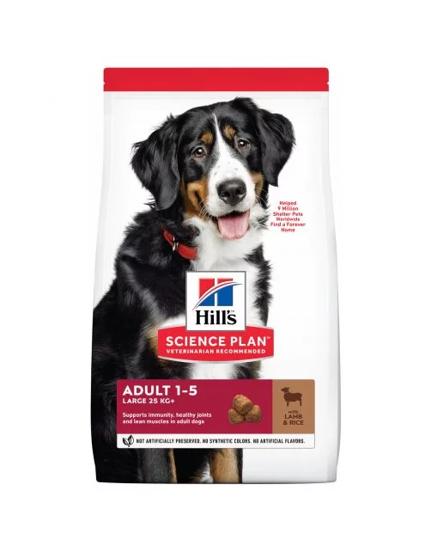 Helped
9 Million
Shelter Pets
Worldwide
Find a Forever
Home
Hill's
SCIENCE PLAN™
VETERINARIAN RECOMMENDED
ADULT 1-5
LARGE 25 KG+
Supports immunity, healthy joints
and lean muscles in adult dogs
with
LAMB
& RICE
NOT ARTIFICIALLY PRESERVED. NO SYNTHETIC COLORS. NO ARTIFICIAL FLAVORS.